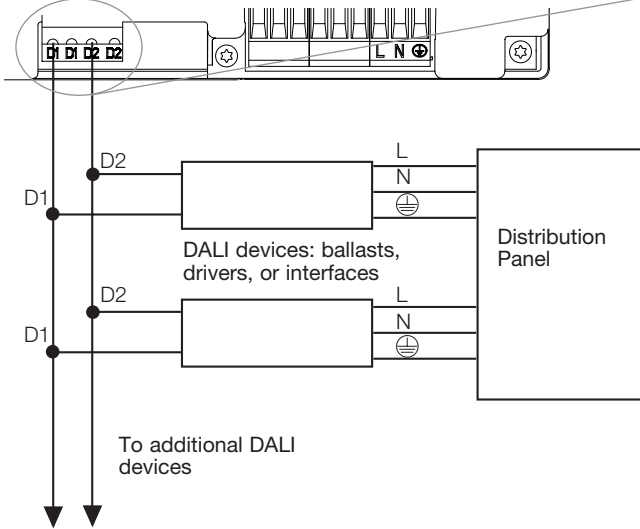 D1 D1 D2 D2
L N
D2
L
N
D1
DALI devices: ballasts,
drivers, or interfaces
Distribution
Panel
D2
L
N
D1
To additional DALI
devices